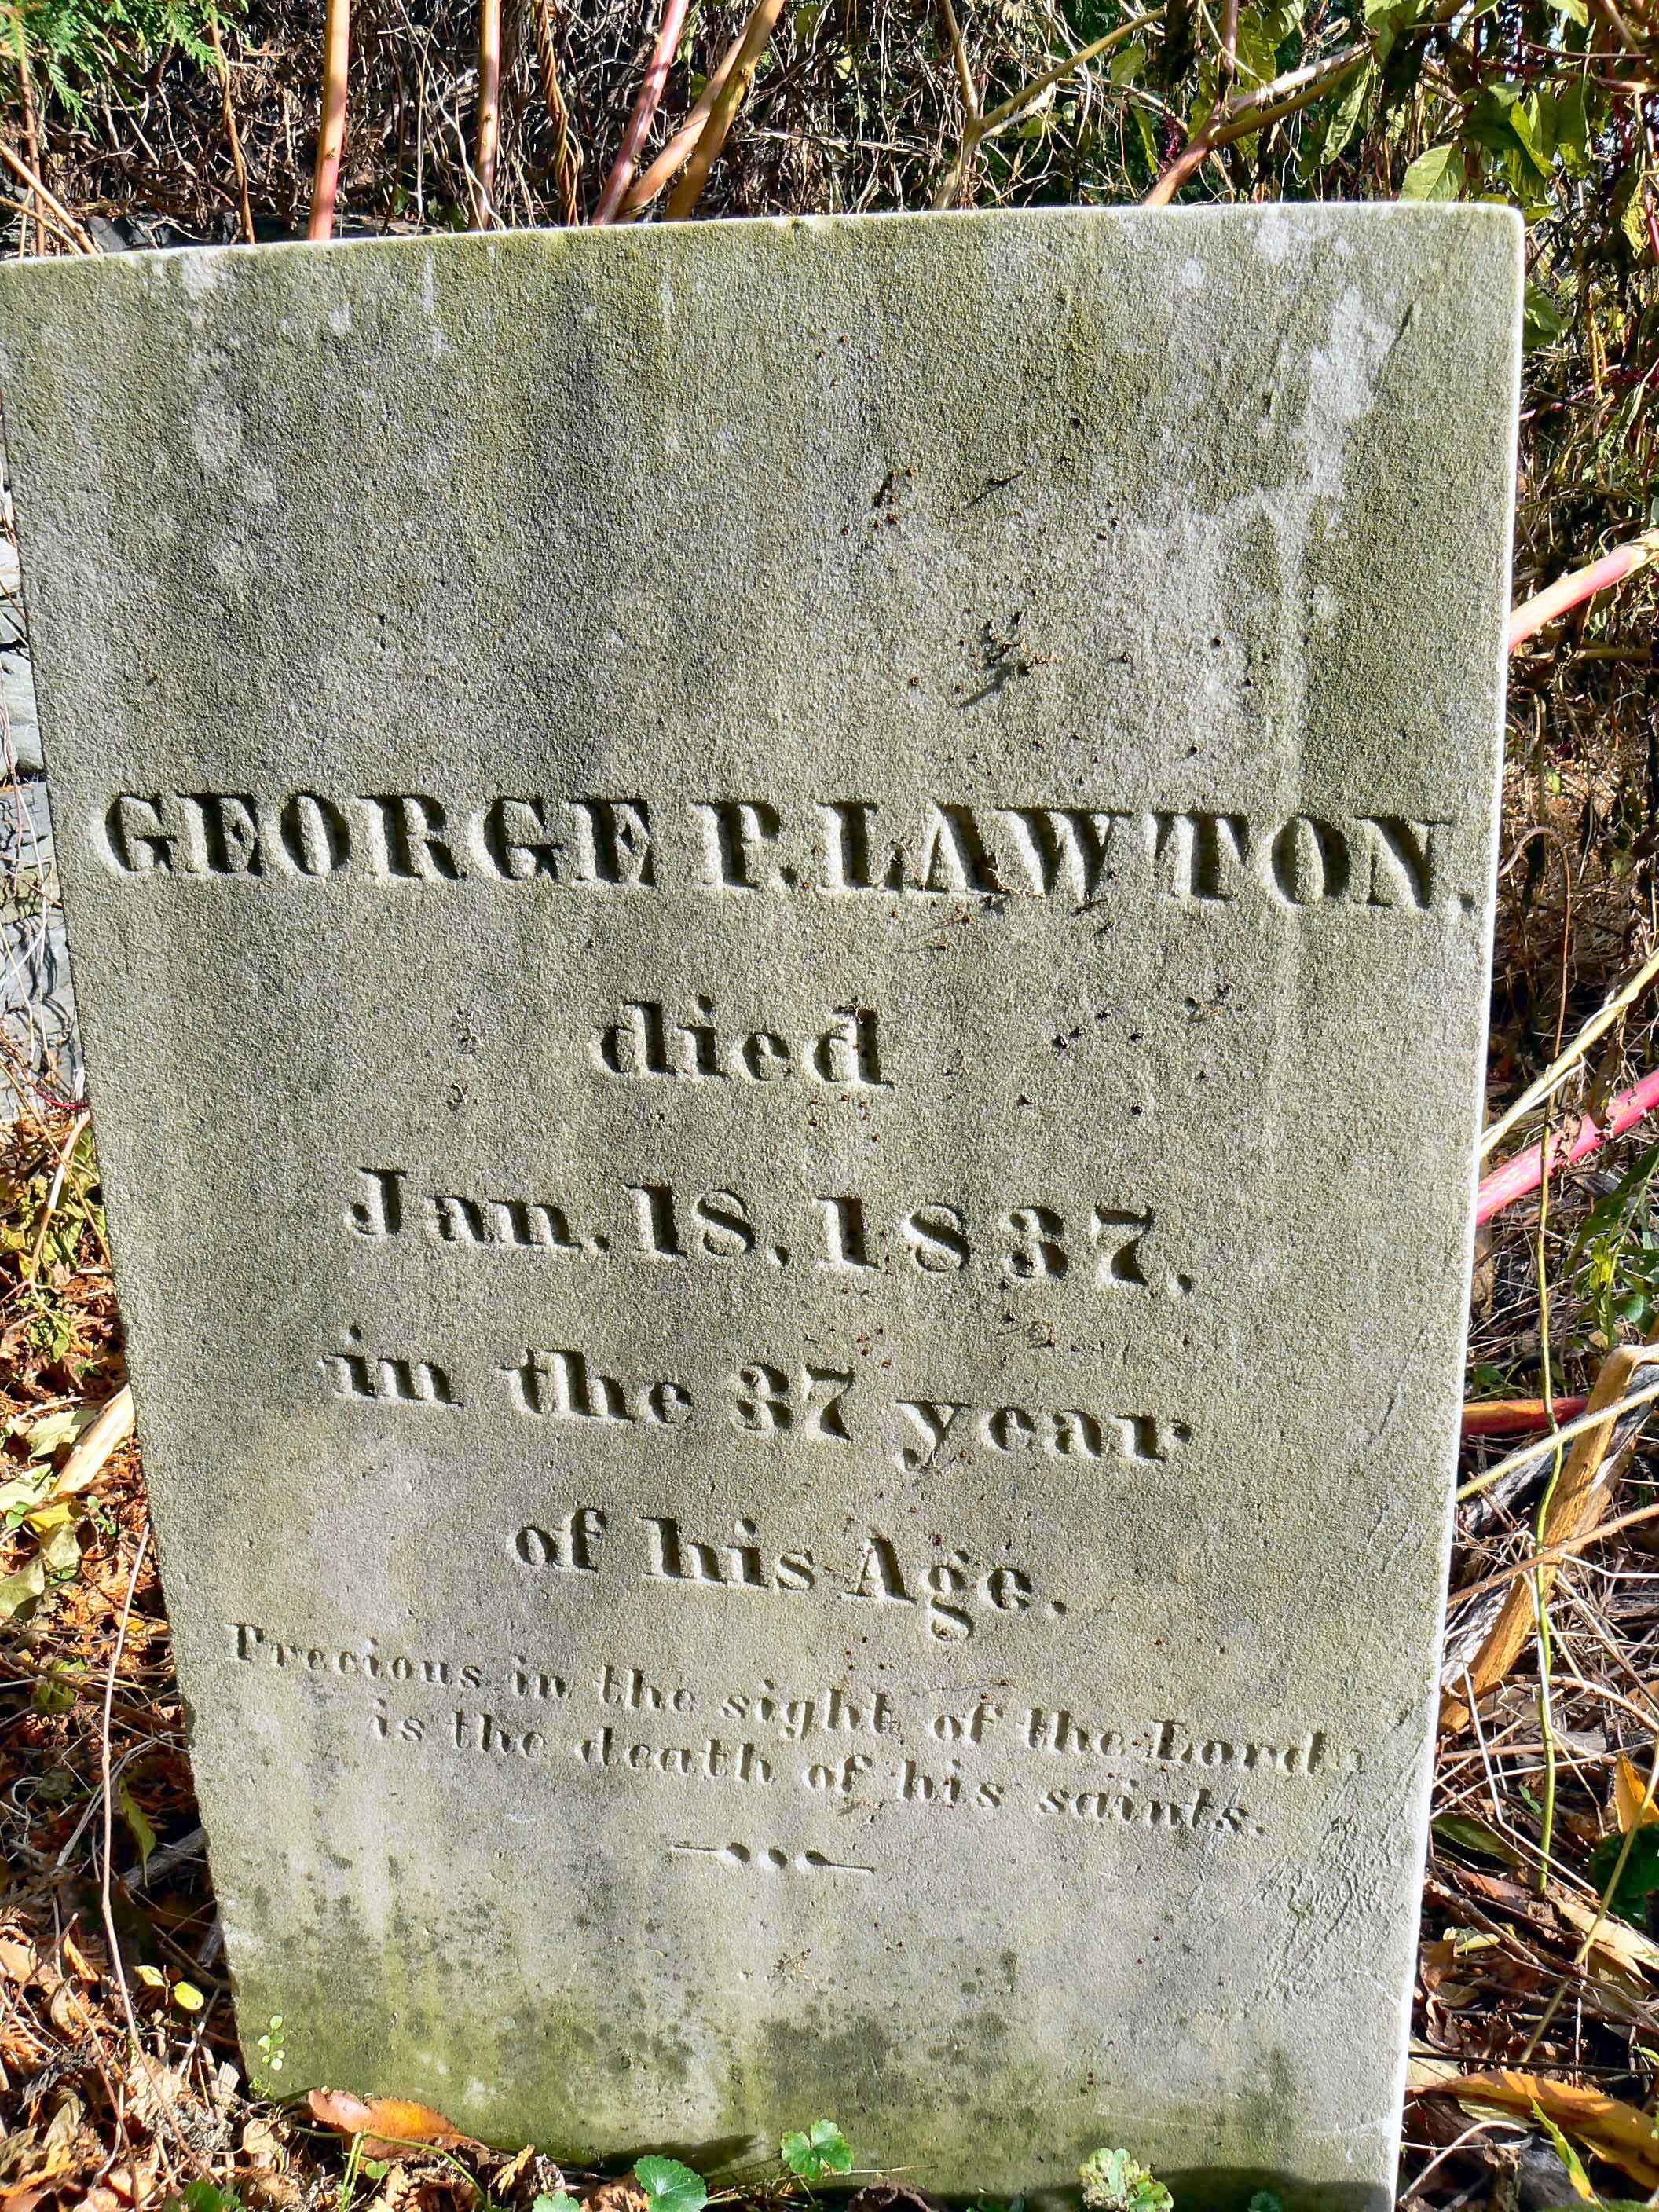 GEORGE P. LAWTON.
died
Jan. 18, 1837.
in the 37 year
of his Age.
Precious in the sight of the Lord
is the death of his saints.